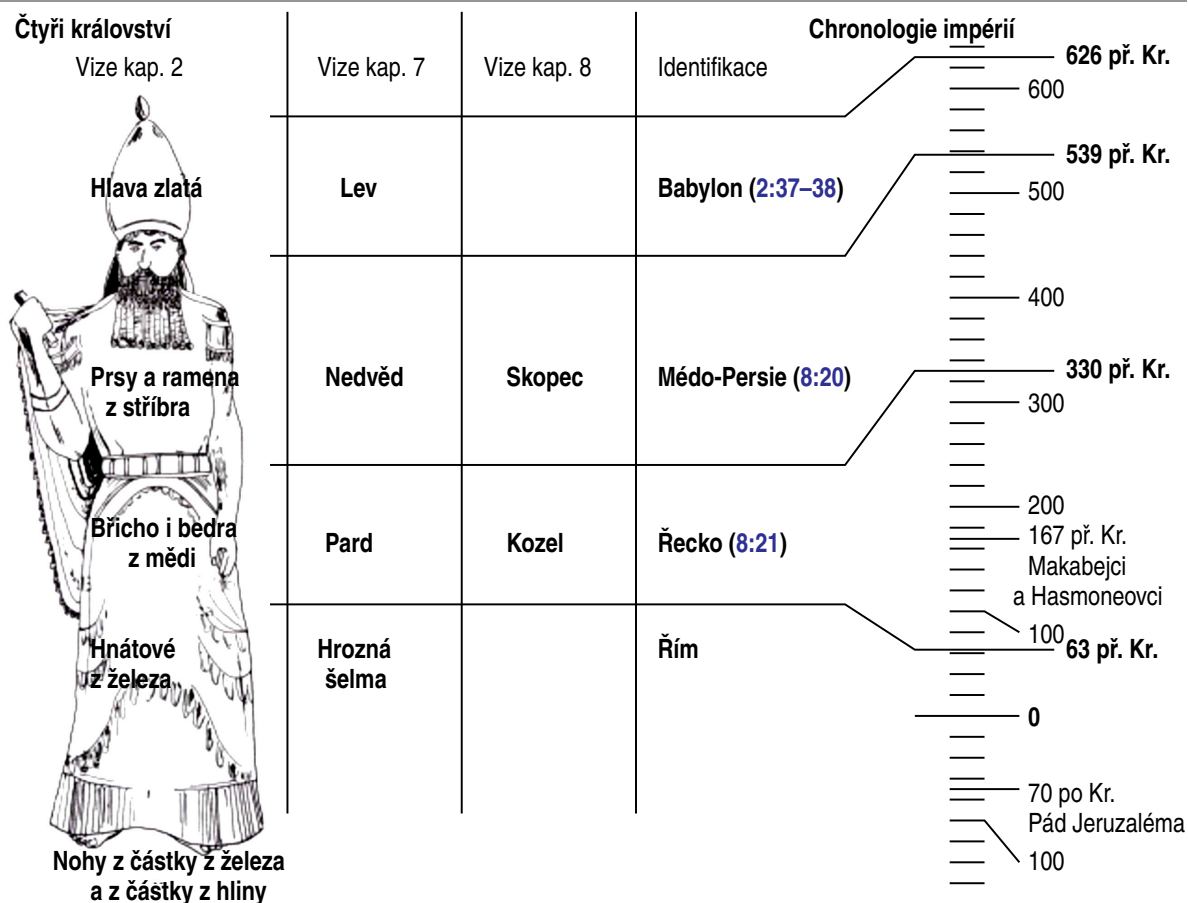 Čtyři království
Chronologie impérií
Vize kap. 2
Vize kap. 7
Vize kap. 8
Identifikace
626 př. Kr.
600
539 př. Kr.
Hlava zlatá
Lev
Babylon (2:37–38)
500
400
330 př. Kr.
Prsy a ramena
z stříbra
Nedvěd
Skopec
Médo-Persie (8:20)
300
200
Břicho i bedra
z mědi
Pard
Kozel
Řecko (8:21)
167 př. Kr.
Makabejci
a Hasmoneovci
100
63 př. Kr.
Hnátové
z železa
Hrozná
šelma
Řím
0
70 po Kr.
Pád Jeruzaléma
100
Nohy z částky z železa
a z částky z hliny